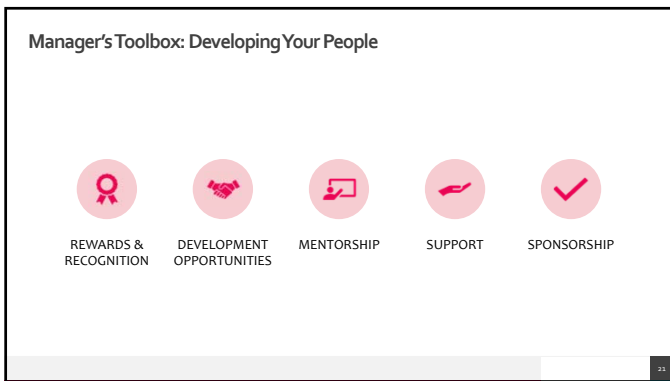 Manager's Toolbox: Developing Your People
REWARDS &
RECOGNITION
DEVELOPMENT
OPPORTUNITIES
MENTORSHIP
SUPPORT
SPONSORSHIP
21